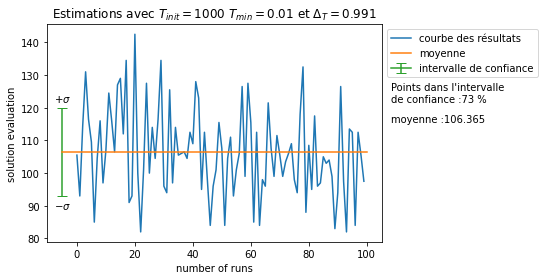 Estimations avec T_init = 1000 T_min = 0.01 et Δ_T = 0.991
courbe des résultats
moyenne
intervalle de confiance
Points dans l'intervalle
de confiance :73 %
moyenne :106.365
solution evaluation
140
130
120
110
100
90
80
+σ
−σ
0
20
40
60
80
100
number of runs